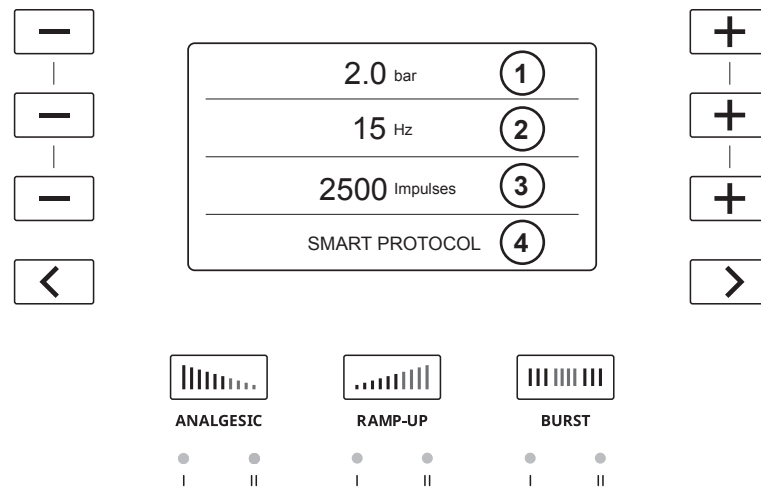 2.0 bar 1
15 Hz 2
2500 Impulses 3
SMART PROTOCOL 4
ANALGESIC RAMP-UP BURST
I II I II I II